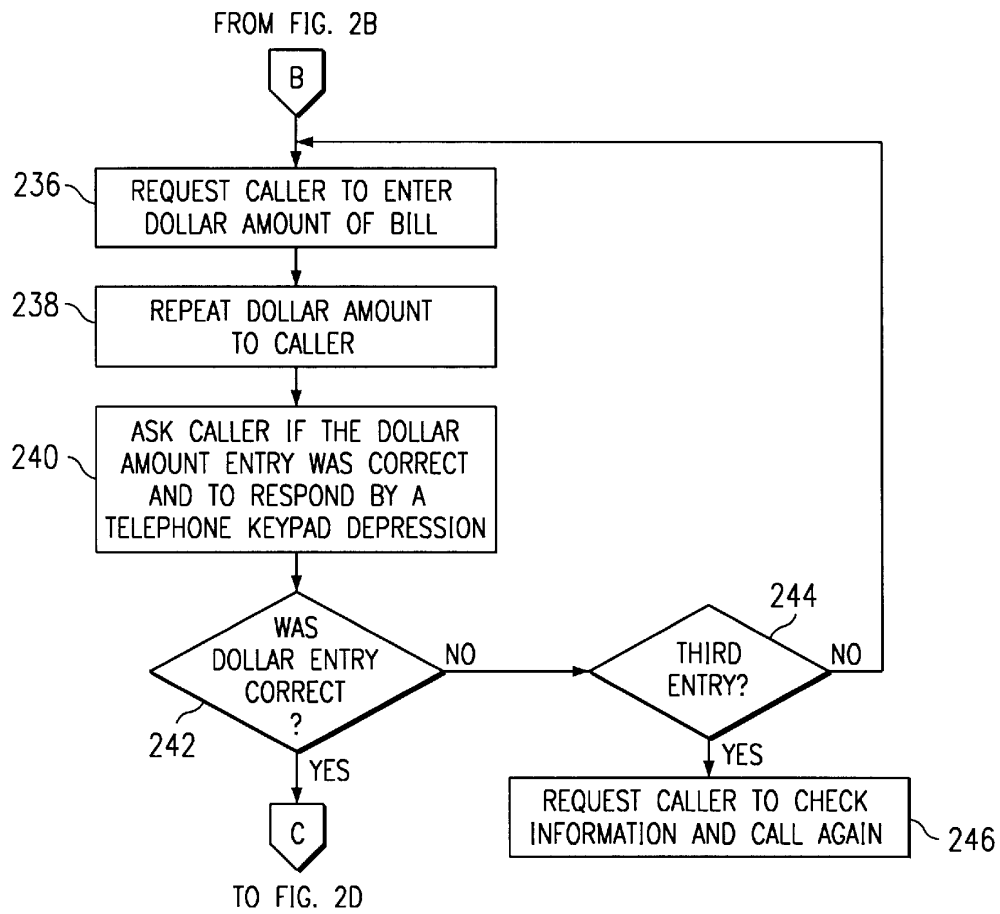 FROM FIG. 2B
B
236
REQUEST CALLER TO ENTER
DOLLAR AMOUNT OF BILL
238
REPEAT DOLLAR AMOUNT
TO CALLER
240
ASK CALLER IF THE DOLLAR
AMOUNT ENTRY WAS CORRECT
AND TO RESPOND BY A
TELEPHONE KEYPAD DEPRESSION
WAS
DOLLAR ENTRY
CORRECT
?
242
NO
244
THIRD
ENTRY?
NO
YES
YES
C
TO FIG. 2D
REQUEST CALLER TO CHECK
INFORMATION AND CALL AGAIN
246